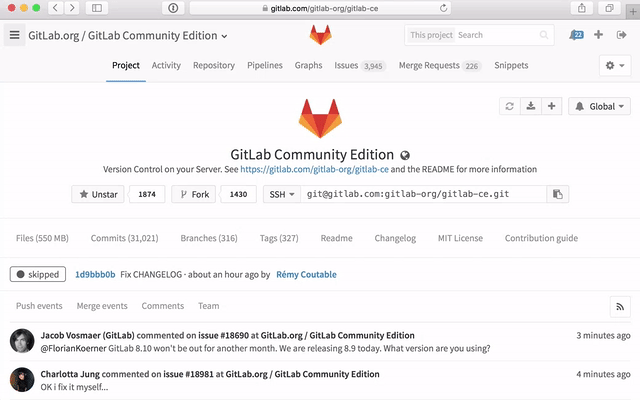 gitlab.com/gitlab-org/gitlab-ce
GitLab.org / GitLab Community Edition
This project Search
22
Project Activity Repository Pipelines Graphs Issues 3,945 Merge Requests 226 Snippets
Global
GitLab Community Edition
Version Control on your Server. See https://gitlab.com/gitlab-org/gitlab-ce and the README for more information
Unstar 1874 Fork 1430 SSH git@gitlab.com:gitlab-org/gitlab-ce.git
Files (550 MB) Commits (31,021) Branches (316) Tags (327) Readme Changelog MIT License Contribution guide
skipped 1d9bbb0b Fix CHANGELOG · about an hour ago by Rémy Coutable
Push events Merge events Comments Team
Jacob Vosmaer (GitLab) commented on issue #18690 at GitLab.org / GitLab Community Edition 3 minutes ago
@FlorianKoerner GitLab 8.10 won't be out for another month. We are releasing 8.9 today. What version are you using?
Charlotta Jung commented on issue #18981 at GitLab.org / GitLab Community Edition 4 minutes ago
OK i fix it myself...